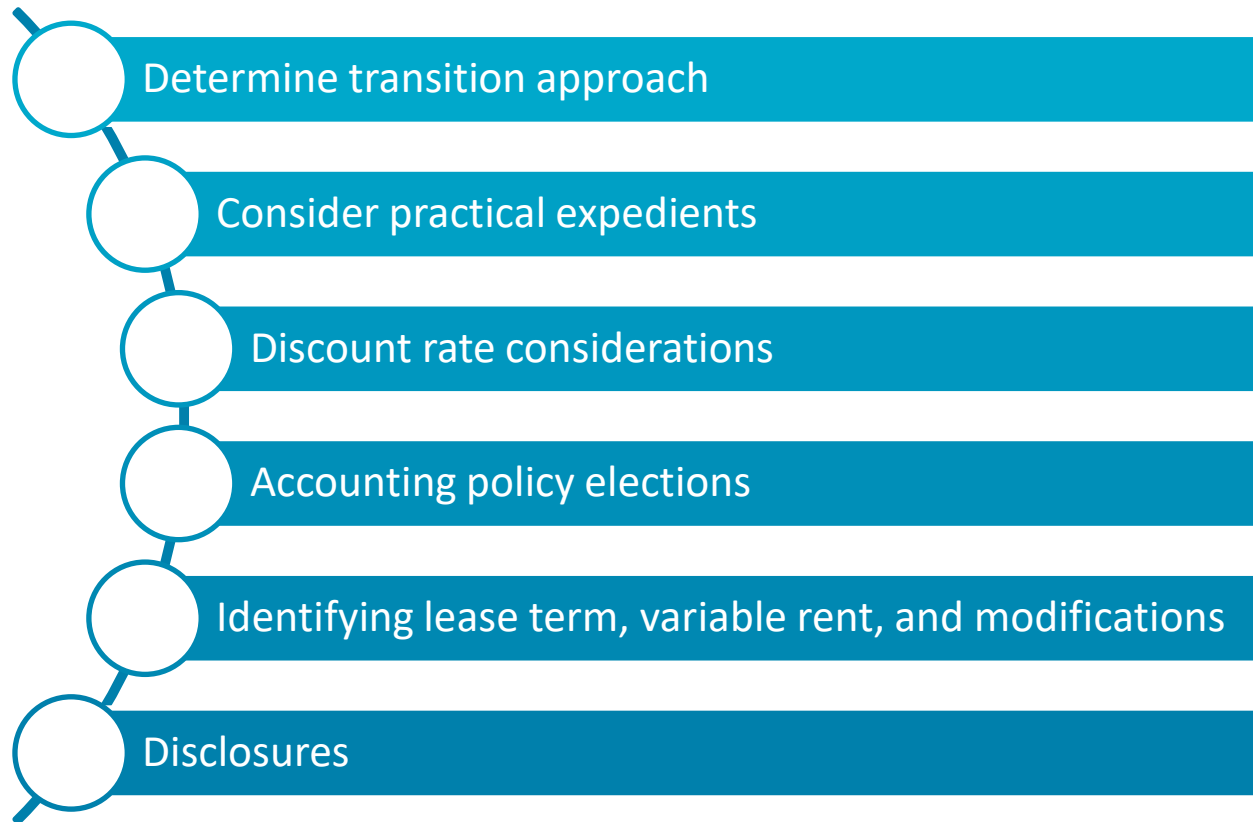 Determine transition approach
Consider practical expedients
Discount rate considerations
Accounting policy elections
Identifying lease term, variable rent, and modifications
Disclosures